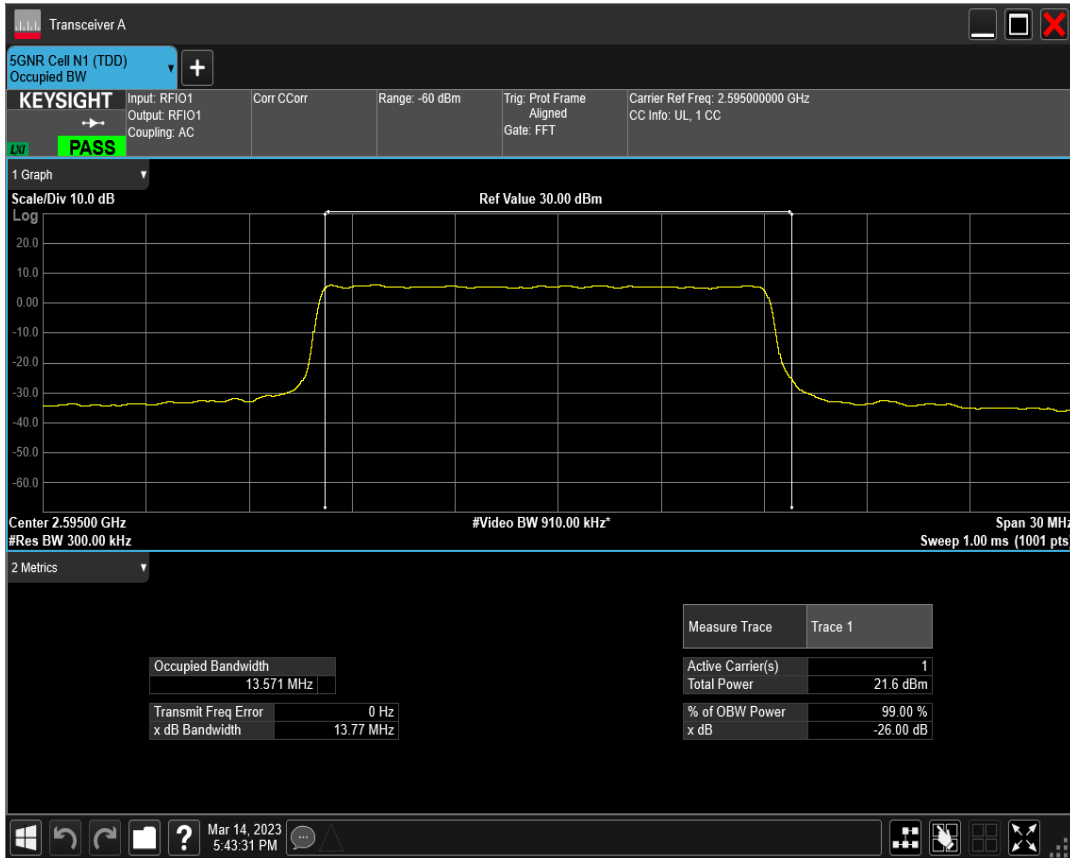 Transceiver A
5GNR Cell N1 (TDD)
Occupied BW
+
KEYSIGHT
LXI
PASS
Input: RFIO1
Output: RFIO1
Coupling: AC
Corr CCorr
Range: -60 dBm
Trig: Prot Frame
Aligned
Gate: FFT
Carrier Ref Freq: 2.595000000 GHz
CC Info: UL, 1 CC
1 Graph
Scale/Div 10.0 dB
Ref Value 30.00 dBm
Log
20.0
10.0
0.00
-10.0
-20.0
-30.0
-40.0
-50.0
-60.0
Center 2.59500 GHz
#Video BW 910.00 kHz*
Span 30 MHz
#Res BW 300.00 kHz
Sweep 1.00 ms (1001 pts)
2 Metrics
Measure Trace Trace 1
Occupied Bandwidth
13.571 MHz
Active Carrier(s) 1
Total Power 21.6 dBm
Transmit Freq Error 0 Hz
x dB Bandwidth 13.77 MHz
% of OBW Power 99.00 %
x dB -26.00 dB
?
Mar 14, 2023
5:43:31 PM